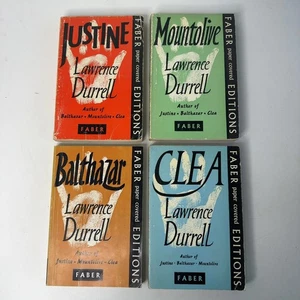 JUSTINE
Lawrence
Durrell
Author of
Balthazar • Mountolive • Clea
FABER
FABER paper covered EDITIONS
Mountolive
Lawrence
Durrell
Author of
Justine • Balthazar • Clea
FABER
FABER paper covered EDITIONS
Balthazar
Lawrence
Durrell
Author of
Justine • Mountolive • Clea
FABER
FABER paper covered EDITIONS
CLEA
Lawrence
Durrell
Author of
Justine • Balthazar • Mountolive
FABER
FABER paper covered EDITIONS